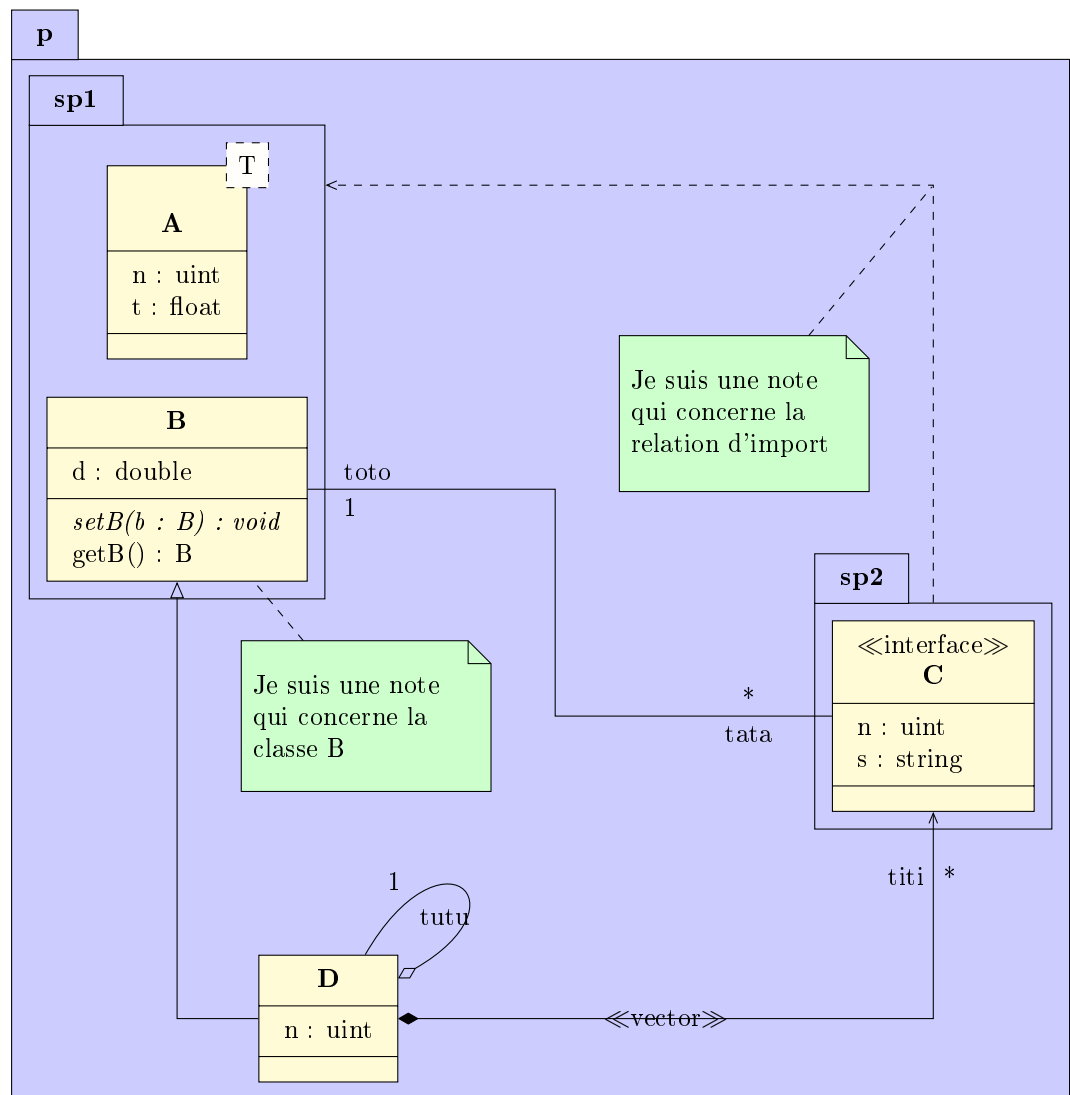 p
sp1
T
A
n : uint
t : float
B
d : double
setB(b : B) : void
getB() : B
toto
1
Je suis une note
qui concerne la
relation d'import
sp2
≪interface≫
C
n : uint
s : string
*
tata
Je suis une note
qui concerne la
classe B
titi
*
1
tutu
D
n : uint
≪vector≫